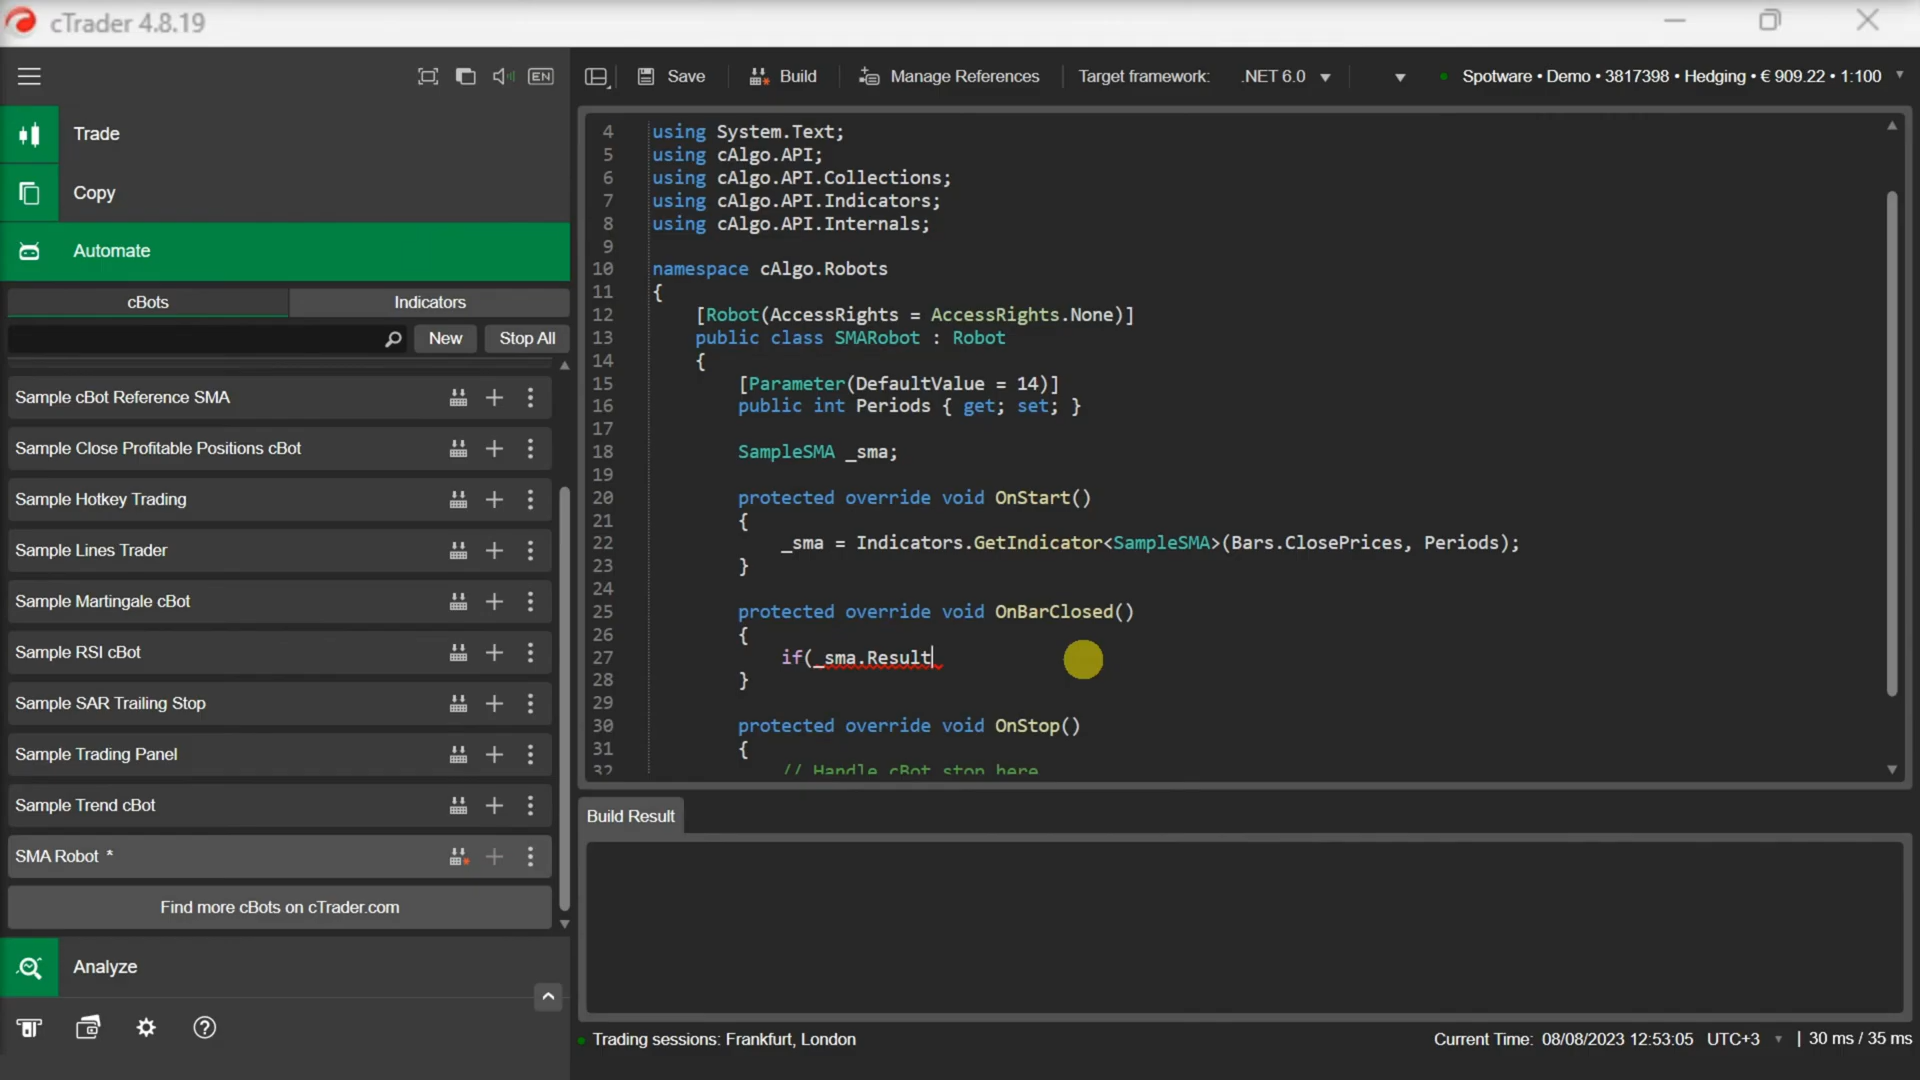 cTrader 4.8.19
EN
Save
Build
Manage References
Target framework:
.NET 6.0
Spotware • Demo • 3817398 • Hedging • € 909.22 • 1:100
Trade
Copy
Automate
cBots
Indicators
New
Stop All
Sample cBot Reference SMA
Sample Close Profitable Positions cBot
Sample Hotkey Trading
Sample Lines Trader
Sample Martingale cBot
Sample RSI cBot
Sample SAR Trailing Stop
Sample Trading Panel
Sample Trend cBot
SMA Robot *
Find more cBots on cTrader.com
Analyze
4 using System.Text;
5 using cAlgo.API;
6 using cAlgo.API.Collections;
7 using cAlgo.API.Indicators;
8 using cAlgo.API.Internals;
9
10 namespace cAlgo.Robots
11 {
12 [Robot(AccessRights = AccessRights.None)]
13 public class SMARobot : Robot
14 {
15 [Parameter(DefaultValue = 14)]
16 public int Periods { get; set; }
17
18 SampleSMA _sma;
19
20 protected override void OnStart()
21 {
22 _sma = Indicators.GetIndicator<SampleSMA>(Bars.ClosePrices, Periods);
23 }
24
25 protected override void OnBarClosed()
26 {
27 if(_sma.Result
28 }
29
30 protected override void OnStop()
31 {
32 // Handle cBot stop here
Build Result
Trading sessions: Frankfurt, London
Current Time: 08/08/2023 12:53:05 UTC+3 | 30 ms / 35 ms